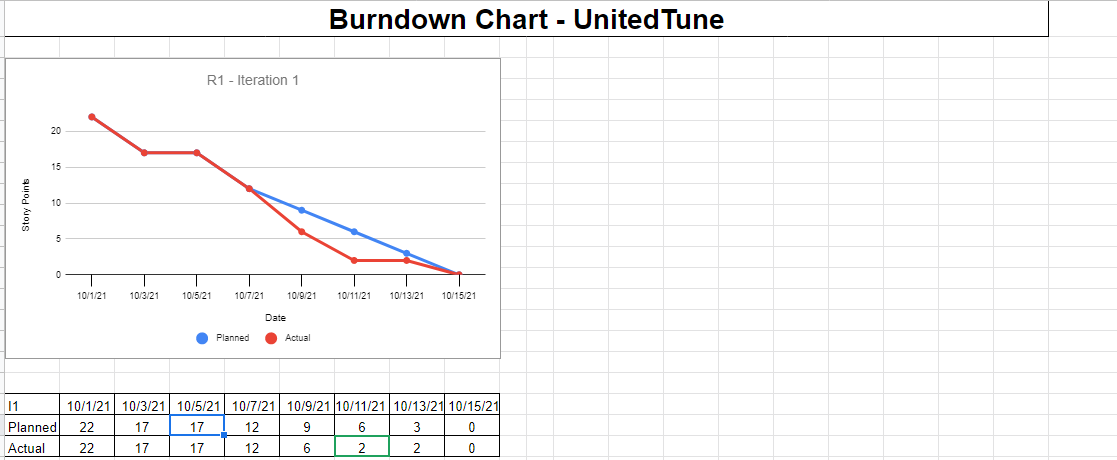 Burndown Chart - UnitedTune
R1 - Iteration 1
20
15
10
5
0
Story Points
10/1/21 10/3/21 10/5/21 10/7/21 10/9/21 10/11/21 10/13/21 10/15/21
Date
Planned Actual
I1 10/1/21 10/3/21 10/5/21 10/7/21 10/9/21 10/11/21 10/13/21 10/15/21
Planned 22 17 17 12 9 6 3 0
Actual 22 17 17 12 6 2 2 0